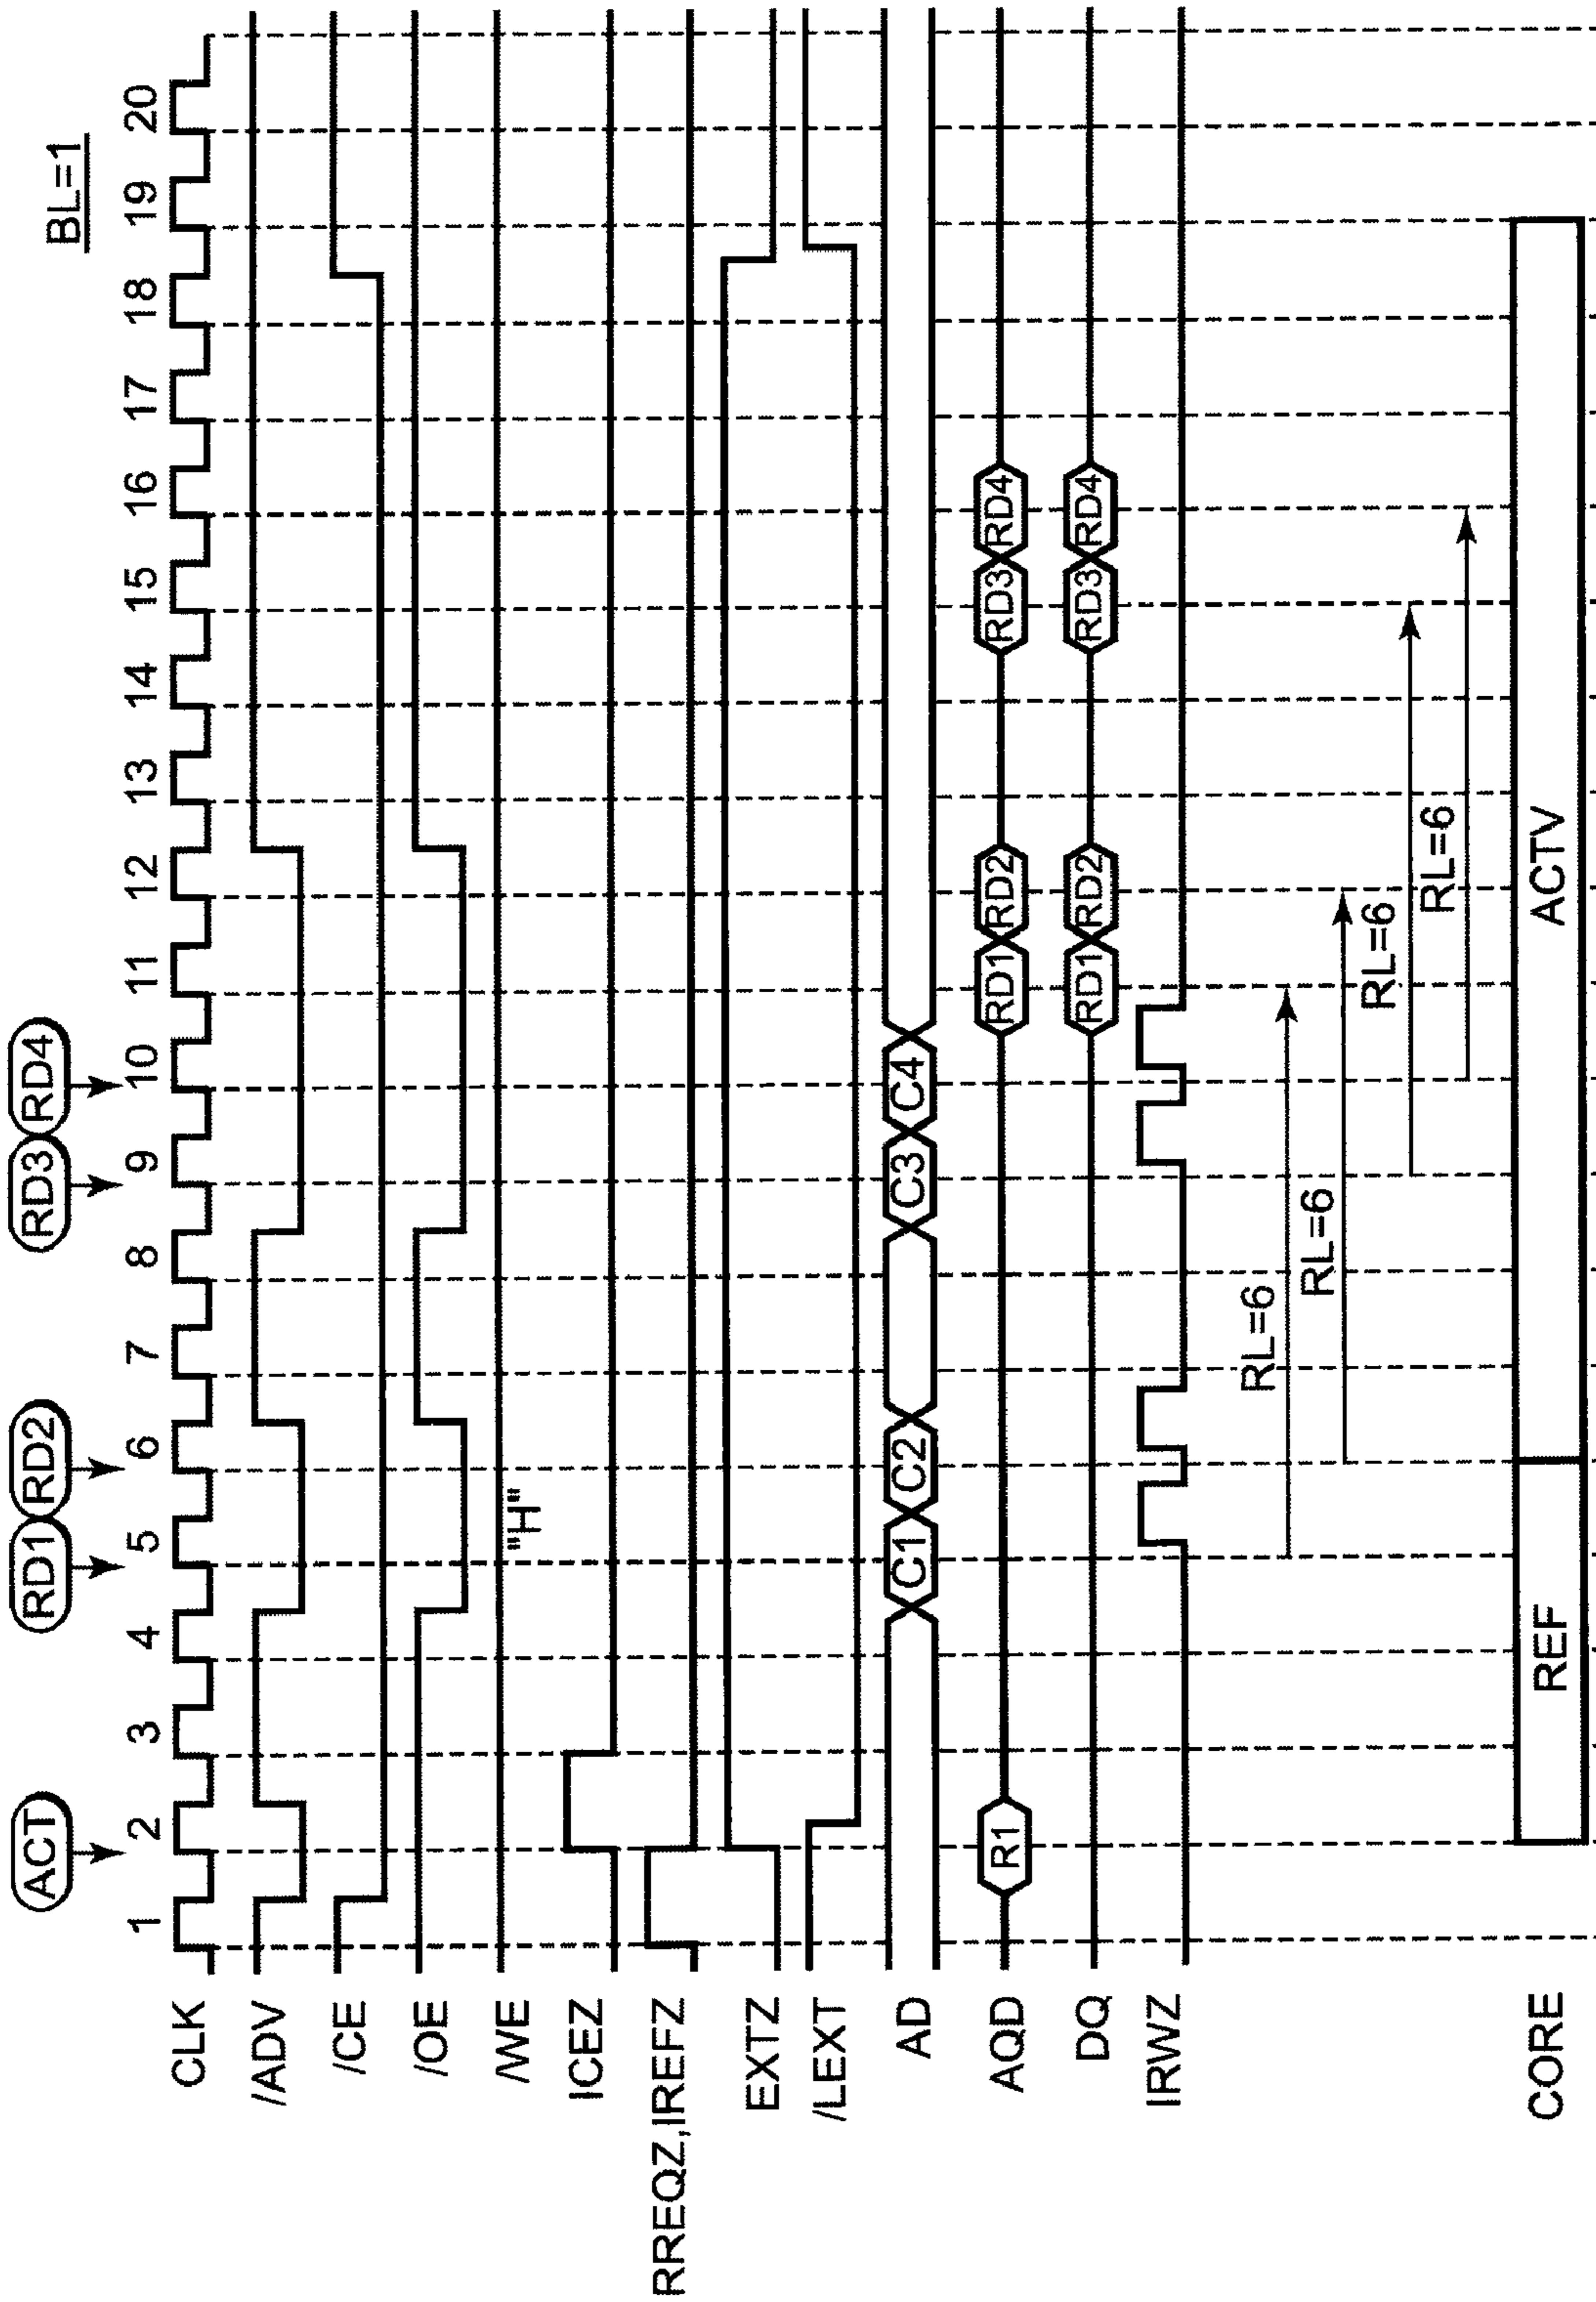 BL=1
ACT RD1 RD2 RD3 RD4
1 2 3 4 5 6 7 8 9 10 11 12 13 14 15 16 17 18 19 20
CLK
/ADV
/CE
/OE
/WE "H"
ICEZ
RREQZ,IREFZ
EXTZ
/LEXT
AD C1 C2 C3 C4
AQD R1 RD1 RD2 RD3 RD4
DQ RD1 RD2 RD3 RD4
IRWZ
RL=6
RL=6
RL=6
RL=6
CORE REF ACTV